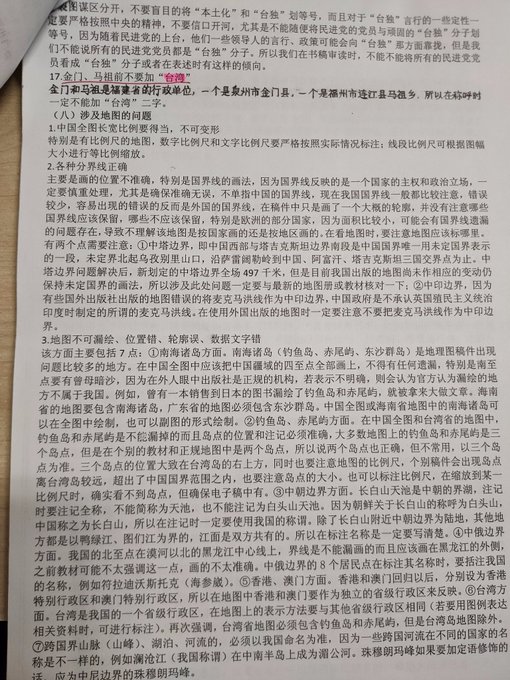 图谋区分开，不要盲目的将“本土化”和“台独”划等号，而且对于“台独”言行的一些定性一
定要严格按照中央的精神，不要信口开河，尤其是不能随便将民进党的党员与顽固的“台独”分子划
等号，因为随着民进党的上台，他们一些领导人的言行、政策可能会向“台独”那方面靠拢，但是我
们不能说所有的民进党党员都是“台独”分子。所以我们在书稿审读时，不能不能将所有的民进党党
员看成“台独”分子或者在表述时有这样的倾向。
17.金门、马祖前不要加“台湾”
金门和马祖是福建省的行政单位，一个是泉州市金门县，一个是福州市连江县马祖乡，所以在称呼时
一定不能加“台湾”二字。
（八）涉及地图的问题
1.中国全图长宽比例要得当，不可变形
特别是有比例尺的地图，数字比例尺和文字比例尺要严格按照实际情况标注；线段比例尺可根据图幅
大小进行等比例缩放。
2.各种分界线正确
主要是画的位置不准确，特别是国界线的画法，因为国界线反映的是一个国家的主权和政治立场，一
定要慎重处理，尤其是确保准确无误，不单指中国的国界线，现在我国国界线一般都比较注意，错误
较少，容易出现的错误的反而是外国的国界线，在稿件中只是画了一个大概的轮廓，并没有注意哪些
国界线应该保留，哪些不应该保留，特别是欧洲的部分国家，因为面积比较小，可能会有国界线遗漏
的问题存在，导致不理解该地图是按国家画的还是按地区画的。在看地图时，要注意地图应该标哪里。
有两个点需要注意：①中塔边界，即中国西部与塔吉克斯坦边界南段是中国国界唯一用未定国界表示
的一段，未定界北起乌孜别里山口，沿萨雷阔勒岭到中国、阿富汗、塔吉克斯坦三国交界点为止。中
塔边界问题解决后，新划定的中塔边界全场 497 千米，但是目前我国出版的地图尚未作相应的变动仍
保持未定国界的画法，所以涉及此处问题一定要与最新的地图册或教材核对一下；②中印边界，因为
有些国外出版社出版的地图错误的将麦克马洪线作为中印边界，中国政府是不承认英国殖民主义统治
印度时制定的所谓的麦克马洪线。在使用外国出版的地图时一定要注意不要把麦克马洪线作为中印边
界。
3.地图不可漏绘、位置错、轮廓误、数据文字错
该方面主要包括 7 点：①南海诸岛方面。南海诸岛（钓鱼岛、赤尾屿、东沙群岛）是地理图稿件出现
问题比较多的地方。在中国全图中应该把中国疆域的四至点全部画上，不得有任何遗漏，特别是南至
点要有曾母暗沙，因为在外人眼中出版社是正规的机构，若表示不明确，则会认为官方认为漏绘的地
方不属于我国。例如，曾有一本销售到日本的图书漏绘了钓鱼岛和赤尾屿，就被拿来大做文章。海南
省的地图要包含南海诸岛，广东省的地图必须包含东沙群岛。中国全图或海南省地图中的南海诸岛可
以在全图中绘制，也可以副图的形式绘制。②钓鱼岛、赤尾屿方面。在中国全图和台湾省的地图中，
钓鱼岛和赤尾屿是不能漏掉的而且岛点的位置和注记必须准确，大多数地图上的钓鱼岛和赤尾屿是三
个岛点，但是在个别的教材和正规地图中是两个岛点，所以说两个岛点也正确，但不常用，以三个岛
点为准。三个岛点的位置大致在台湾岛的右上方，同时也要注意地图的比例尺，个别稿件会出现岛点
离台湾岛较远，超出了中国国界范围之内，也要注意岛点的大小。也可以标注比例尺，在缩放到某一
比例尺时，确实看不到岛点，但确保电子稿中有。③中朝边界方面。长白山天池是中朝的界湖，注记
时要注记全称，不能简称为天池，也不能注记为白头山天池。因为朝鲜关于长白山的称呼为白头山，
中国称之为长白山，所以在注记时一定要使用我国的称谓。除了长白山附近中朝边界为陆地，其他地
方都是以鸭绿江、图们江为界的，江面是双方共有的。所以在标注名称是一定要写清楚。④中俄边界
方面。我国的北至点在漠河以北的黑龙江中心线上，界线是不能漏画的而且应该画在黑龙江的外侧，
之前教材可能不太强调这一点，画的不太准确。中俄边界的 8 个居民点在标注其名称时，要括注我国
的名称，例如符拉迪沃斯托克（海参崴）。⑤香港、澳门方面。香港和澳门回归以后，分别设为香港
特别行政区和澳门特别行政区，所以在地图中香港和澳门要作为独立的省级行政区来反映。⑥台湾方
面。台湾是我国的一个省级行政区，在地图上的表示方法要与其他省级行政区相同（若要用图例表达
相关资料时，可进行标注）。再次强调，台湾省地图必须包含钓鱼岛和赤尾屿，但是台湾岛地图除外。
⑦跨国界山脉（山峰）、湖泊、河流的，必须以我国命名为准，因为一些跨国河流在不同的国家的名
称是不一样的，例如澜沧江（我国称谓）在中南半岛上成为湄公河。珠穆朗玛峰如果要加定语修饰的
话，应为中尼边界的珠穆朗玛峰。